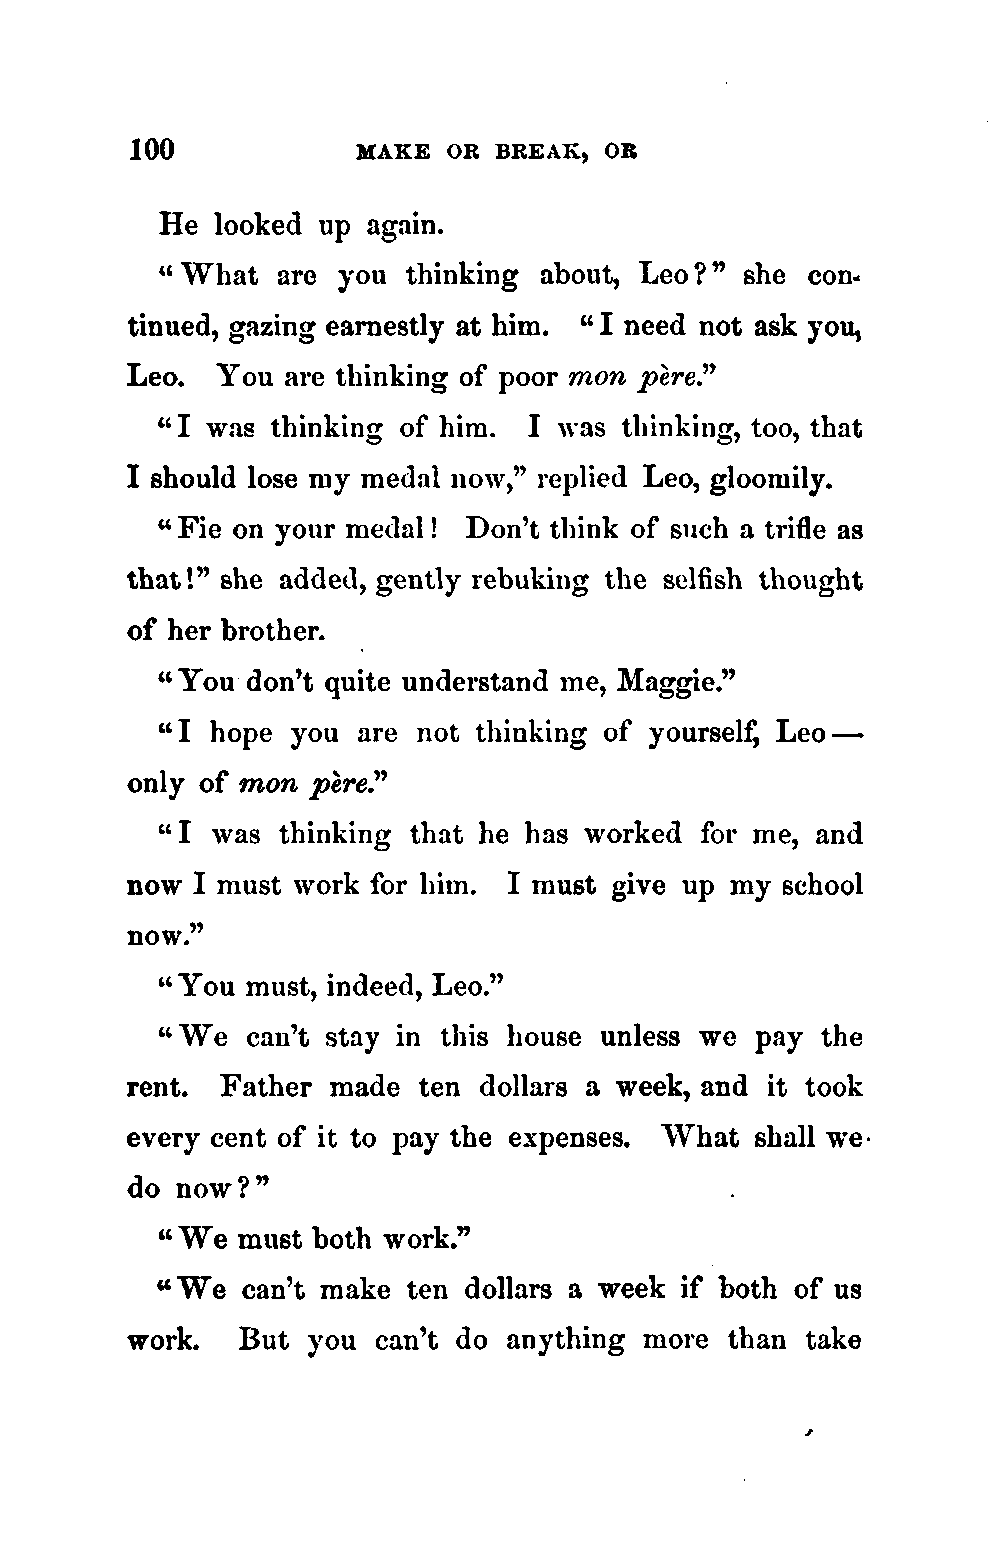 100 MAKE OR BREAK, OR
He looked up again.
"What are you thinking about, Leo?" she con-
tinued, gazing earnestly at him. "I need not ask you,
Leo. You are thinking of poor mon père."
"I was thinking of him. I was thinking, too, that
I should lose my medal now," replied Leo, gloomily.
"Fie on your medal! Don't think of such a trifle as
that!" she added, gently rebuking the selfish thought
of her brother.
"You don't quite understand me, Maggie."
"I hope you are not thinking of yourself, Leo—
only of mon père."
"I was thinking that he has worked for me, and
now I must work for him. I must give up my school
now."
"You must, indeed, Leo."
"We can't stay in this house unless we pay the
rent. Father made ten dollars a week, and it took
every cent of it to pay the expenses. What shall we
do now?"
"We must both work."
"We can't make ten dollars a week if both of us
work. But you can't do anything more than take